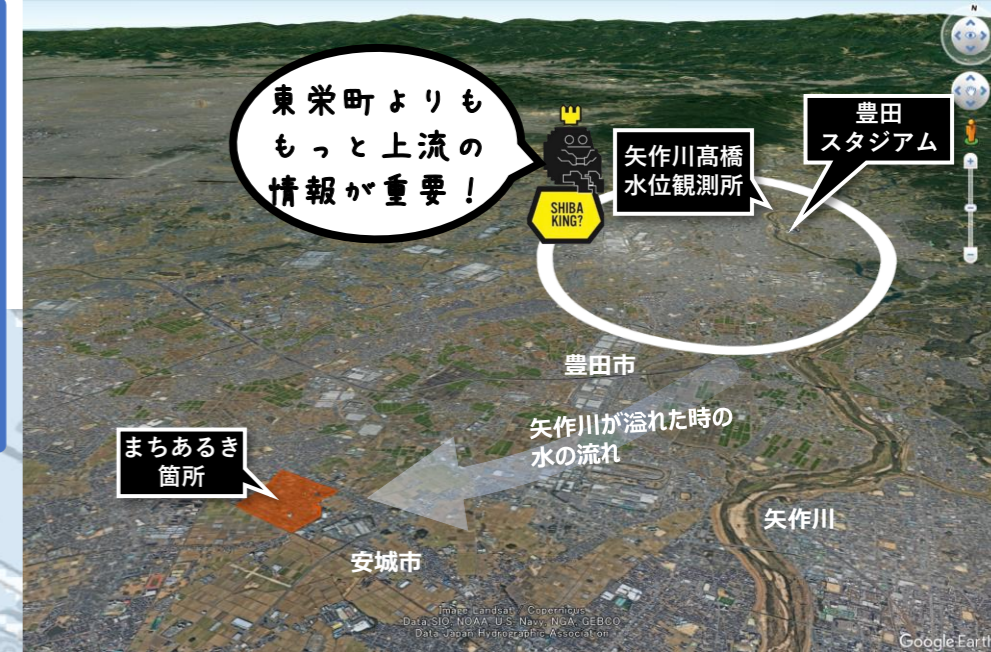 東栄町よりも
もっと上流の
情報が重要！
SHIBA
KING?
矢作川髙橋
水位観測所
豊田
スタジアム
N
豊田市
矢作川が溢れた時の
水の流れ
まちあるき
箇所
矢作川
安城市
Image Landsat / Copernicus
Data SIO, NOAA, U.S. Navy, NGA, GEBCO
Data Japan Hydrographic Association
Google Earth